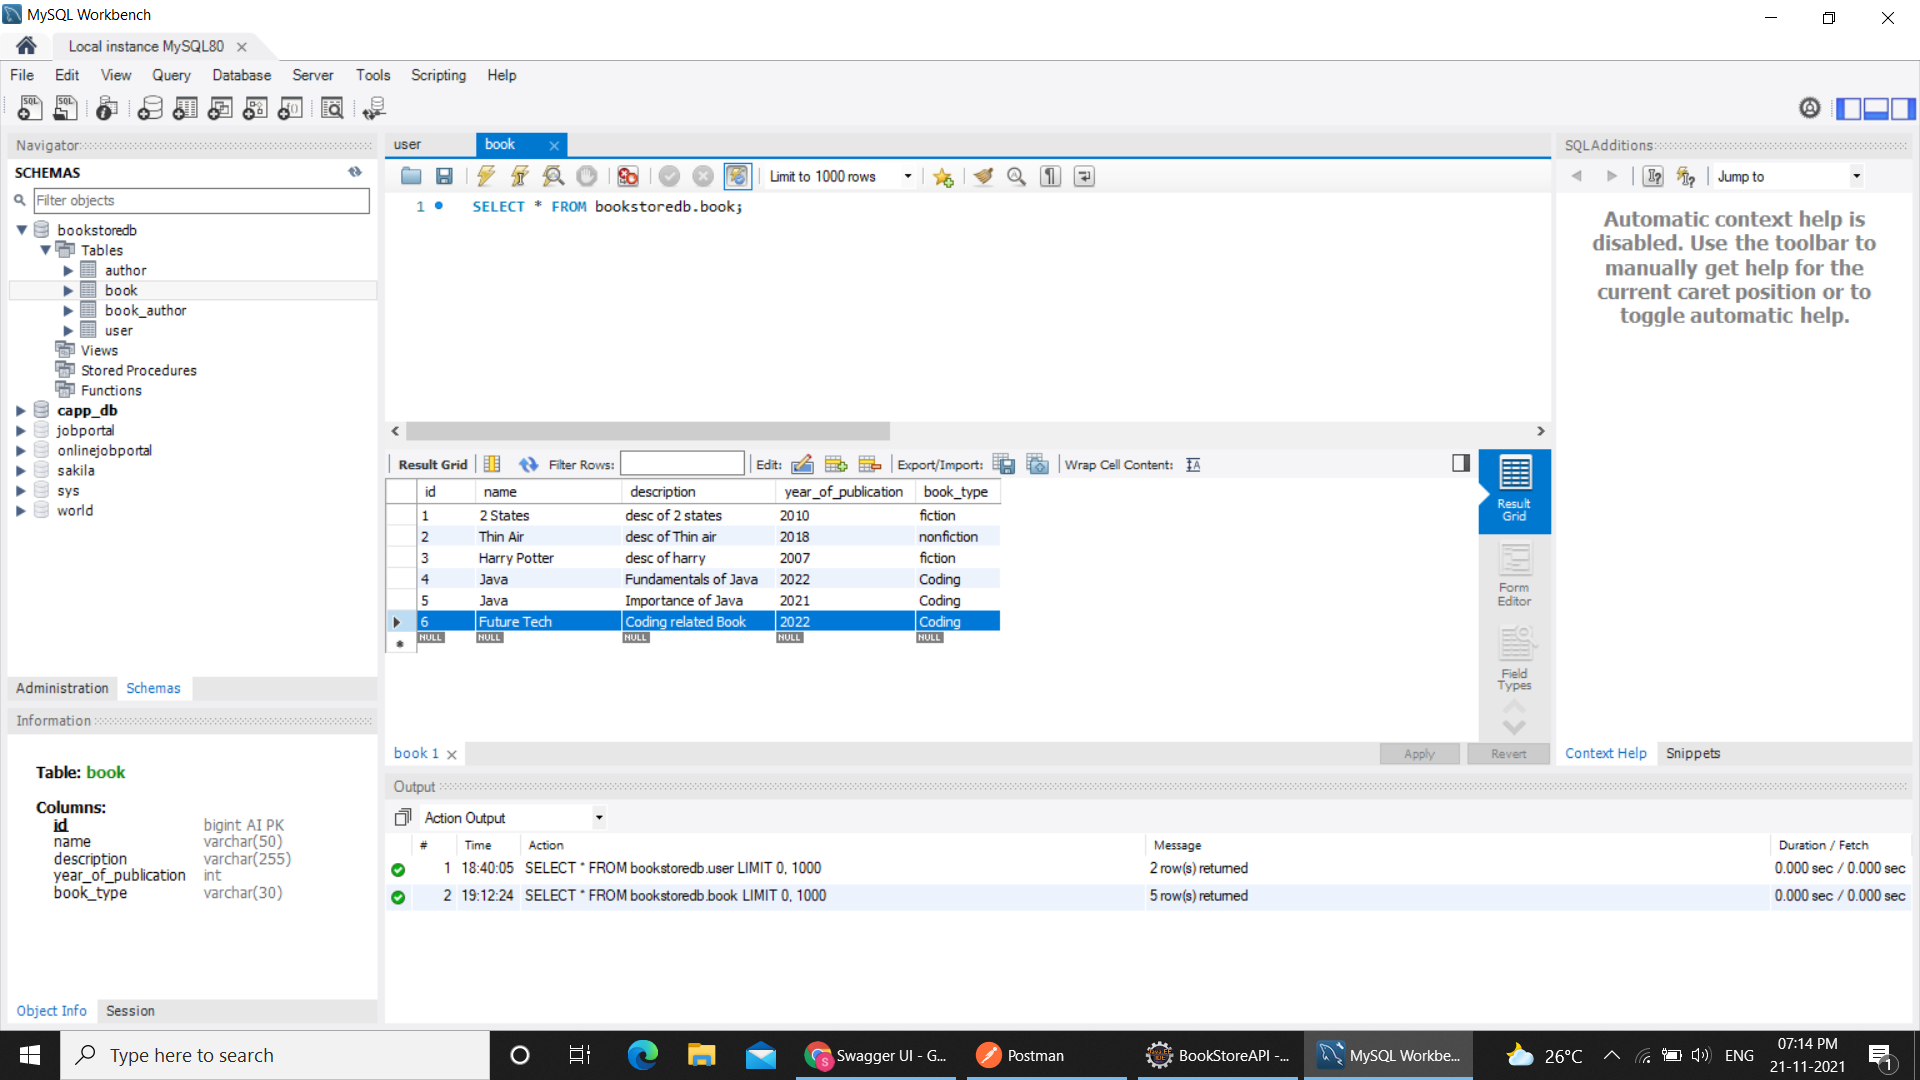 MySQL Workbench
Local instance MySQL80
File Edit View Query Database Server Tools Scripting Help
Navigator
SCHEMAS
Filter objects
bookstoredb
Tables
author
book
book_author
user
Views
Stored Procedures
Functions
capp_db
jobportal
onlinejobportal
sakila
sys
world
Administration Schemas
Information
Table: book
Columns:
id bigint AI PK
name varchar(50)
description varchar(255)
year_of_publication int
book_type varchar(30)
Object Info Session
user book
Limit to 1000 rows
1 SELECT * FROM bookstoredb.book;
Result Grid Filter Rows: Edit: Export/Import: Wrap Cell Content:
id name description year_of_publication book_type
1 2 States desc of 2 states 2010 fiction
2 Thin Air desc of Thin air 2018 nonfiction
3 Harry Potter desc of harry 2007 fiction
4 Java Fundamentals of Java 2022 Coding
5 Java Importance of Java 2021 Coding
6 Future Tech Coding related Book 2022 Coding
NULL NULL NULL NULL NULL
Result
Grid
Form
Editor
Field
Types
book 1 Apply Revert
SQLAdditions
Jump to
Automatic context help is
disabled. Use the toolbar to
manually get help for the
current caret position or to
toggle automatic help.
Context Help Snippets
Output
Action Output
# Time Action Message Duration / Fetch
1 18:40:05 SELECT * FROM bookstoredb.user LIMIT 0, 1000 2 row(s) returned 0.000 sec / 0.000 sec
2 19:12:24 SELECT * FROM bookstoredb.book LIMIT 0, 1000 5 row(s) returned 0.000 sec / 0.000 sec
Type here to search
S
Swagger UI - G...
Postman
BookStoreAPI -...
MySQL Workbe...
26°C
ENG
07:14 PM
21-11-2021
1